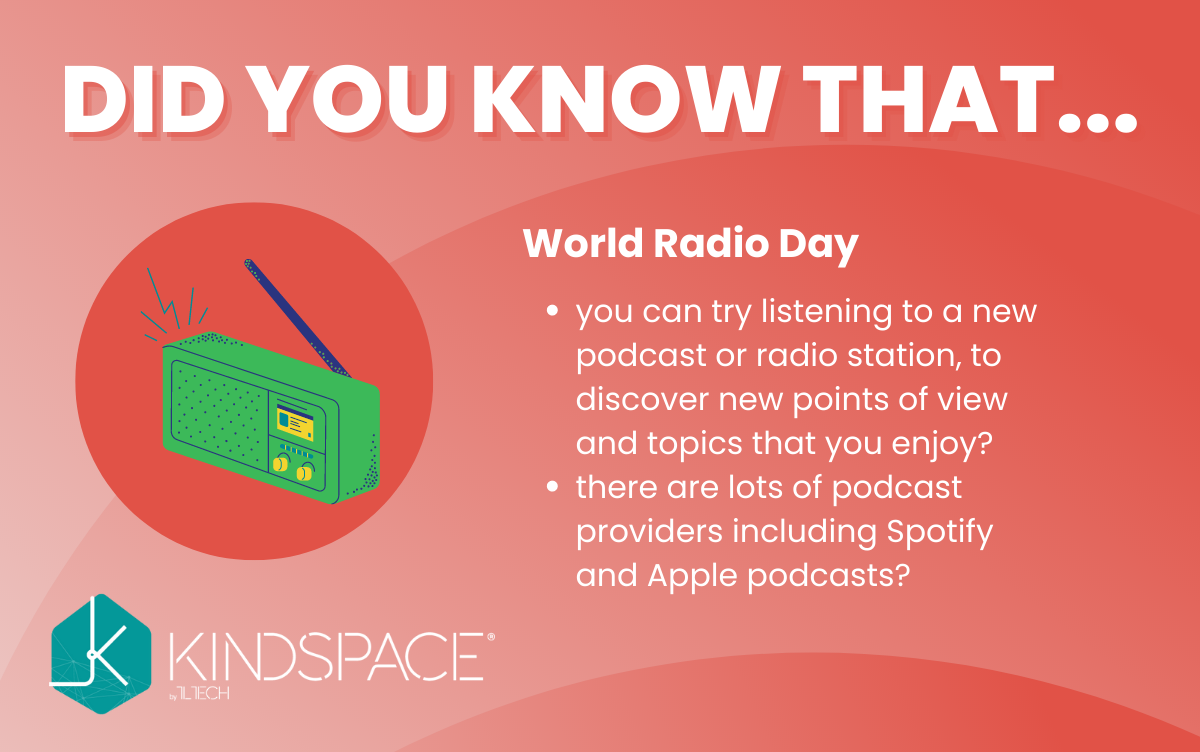 DID YOU KNOW THAT...
World Radio Day
• you can try listening to a new
podcast or radio station, to
discover new points of view
and topics that you enjoy?
• there are lots of podcast
providers including Spotify
and Apple podcasts?
KINDSPACE®
by TLTECH